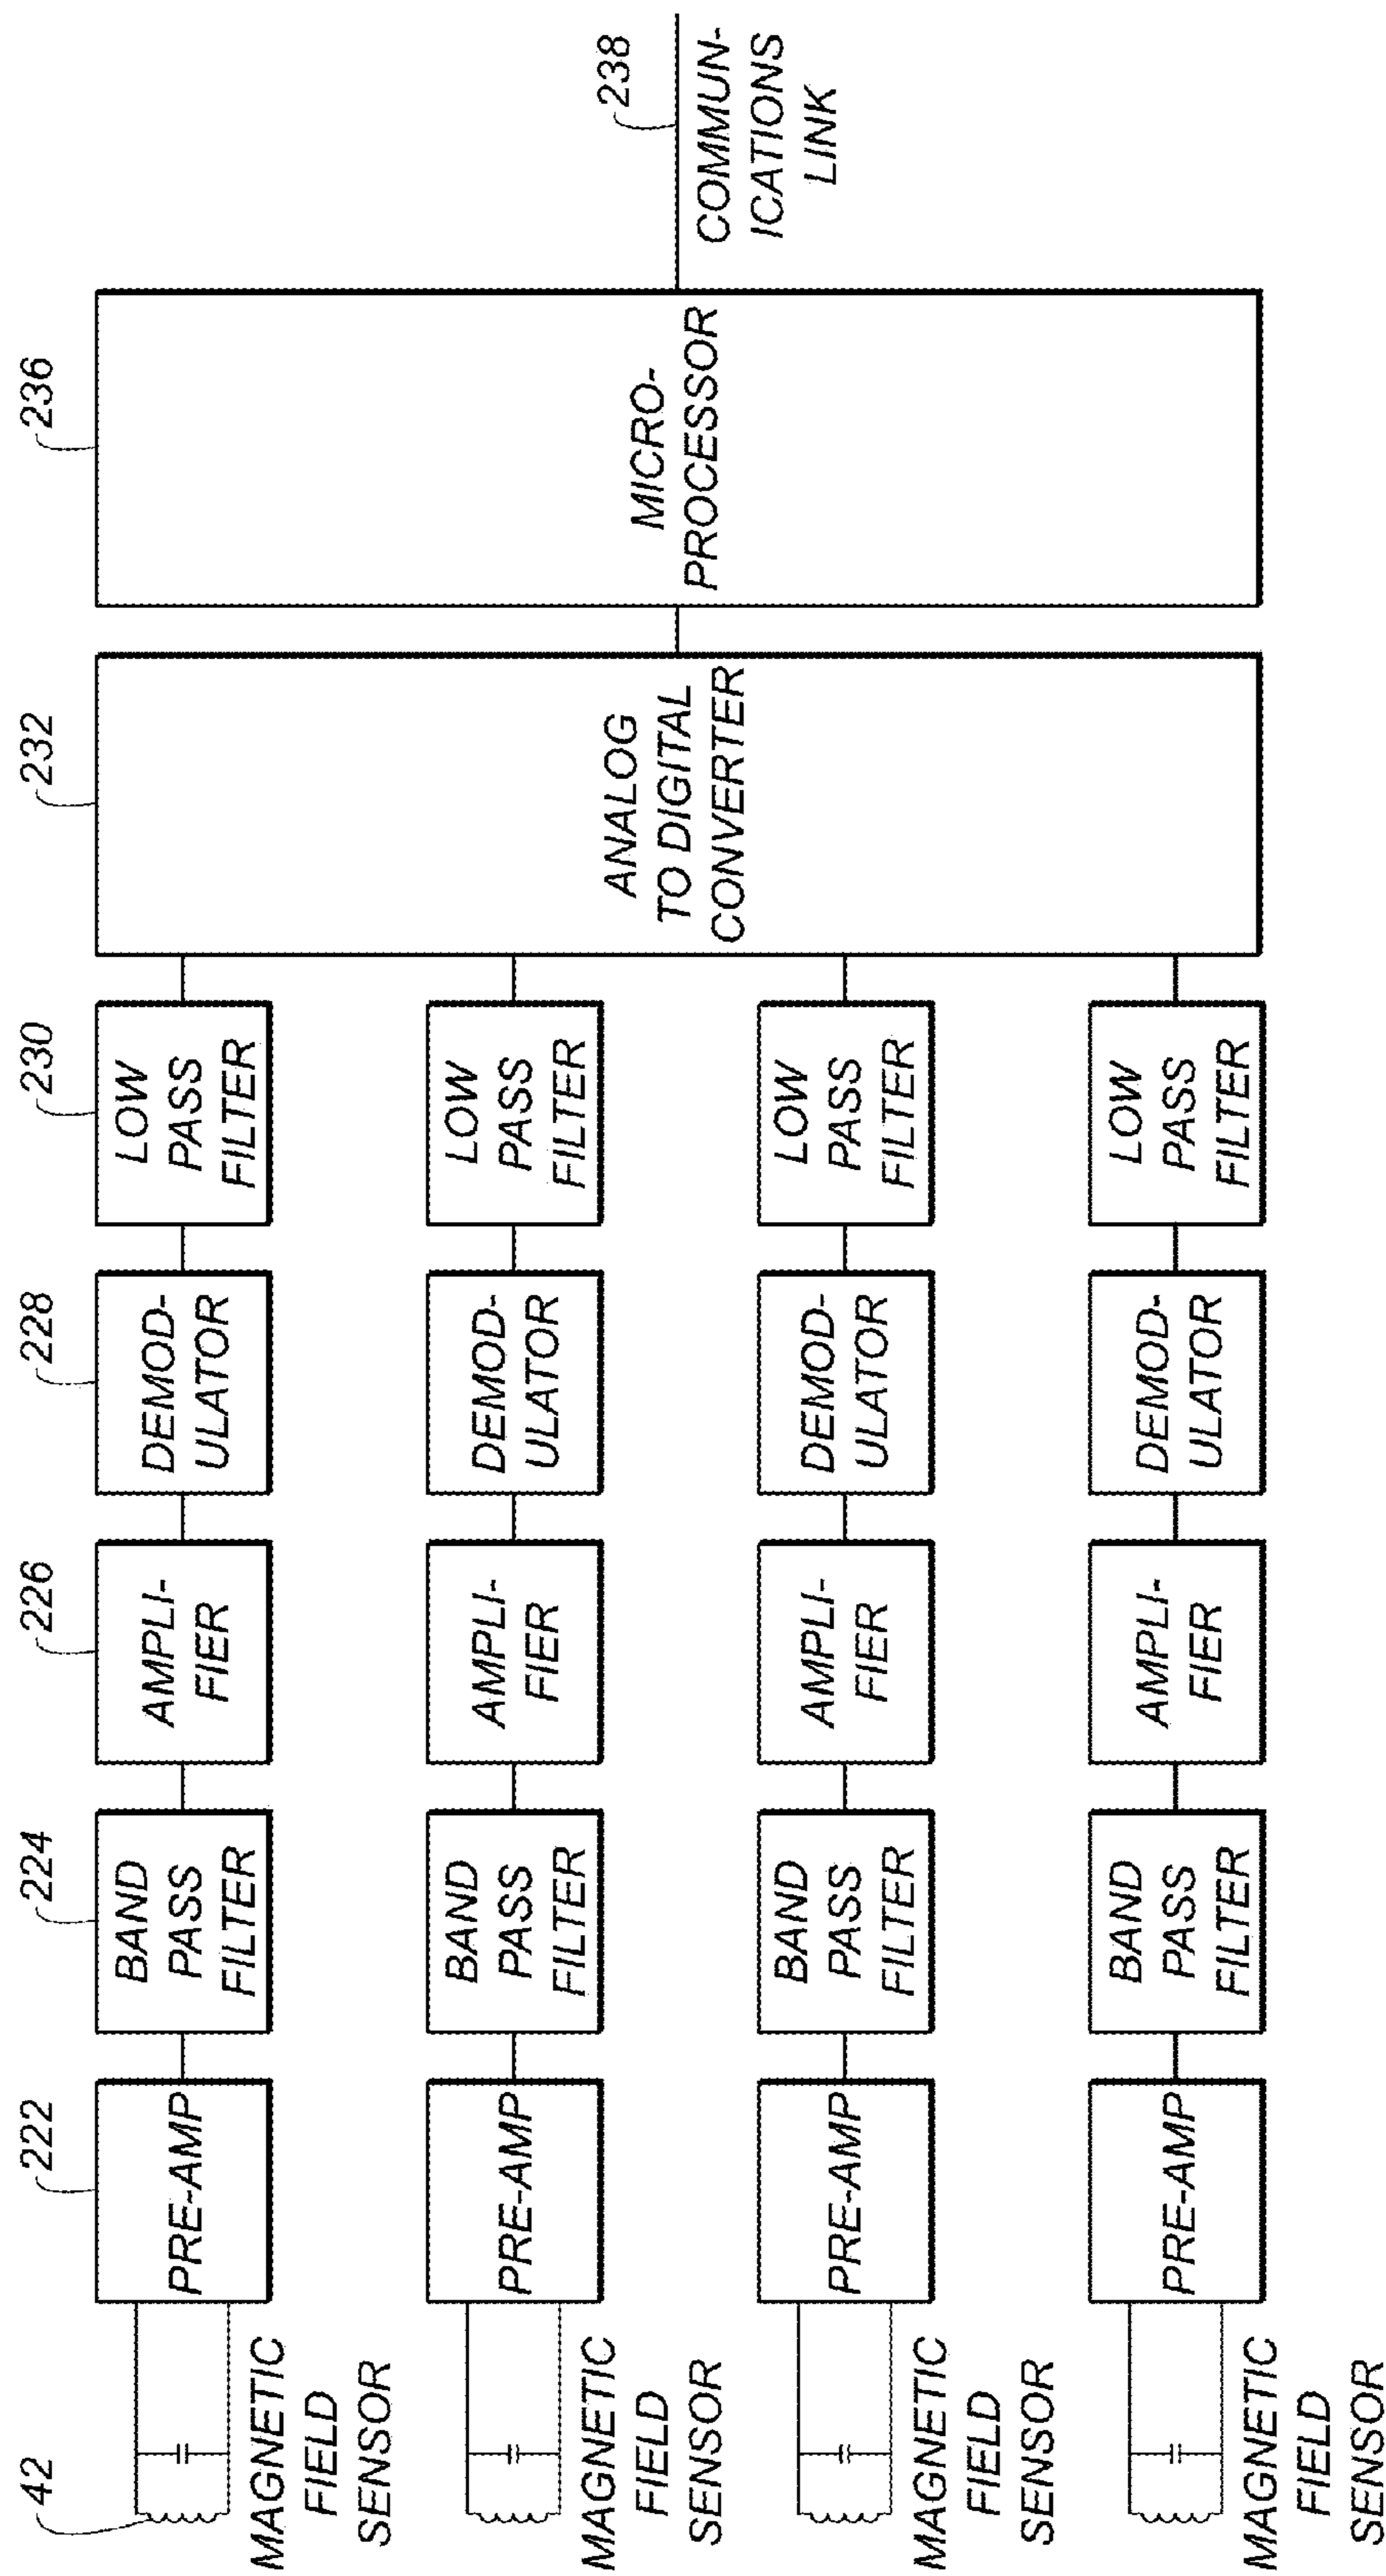 42
222
224
226
228
230
232
236
238
MAGNETIC
FIELD
SENSOR
PRE-AMP
BAND
PASS
FILTER
AMPLI-
FIER
DEMOD-
ULATOR
LOW
PASS
FILTER
MAGNETIC
FIELD
SENSOR
PRE-AMP
BAND
PASS
FILTER
AMPLI-
FIER
DEMOD-
ULATOR
LOW
PASS
FILTER
MAGNETIC
FIELD
SENSOR
PRE-AMP
BAND
PASS
FILTER
AMPLI-
FIER
DEMOD-
ULATOR
LOW
PASS
FILTER
MAGNETIC
FIELD
SENSOR
PRE-AMP
BAND
PASS
FILTER
AMPLI-
FIER
DEMOD-
ULATOR
LOW
PASS
FILTER
ANALOG
TO DIGITAL
CONVERTER
MICRO-
PROCESSOR
COMMUN-
ICATIONS
LINK